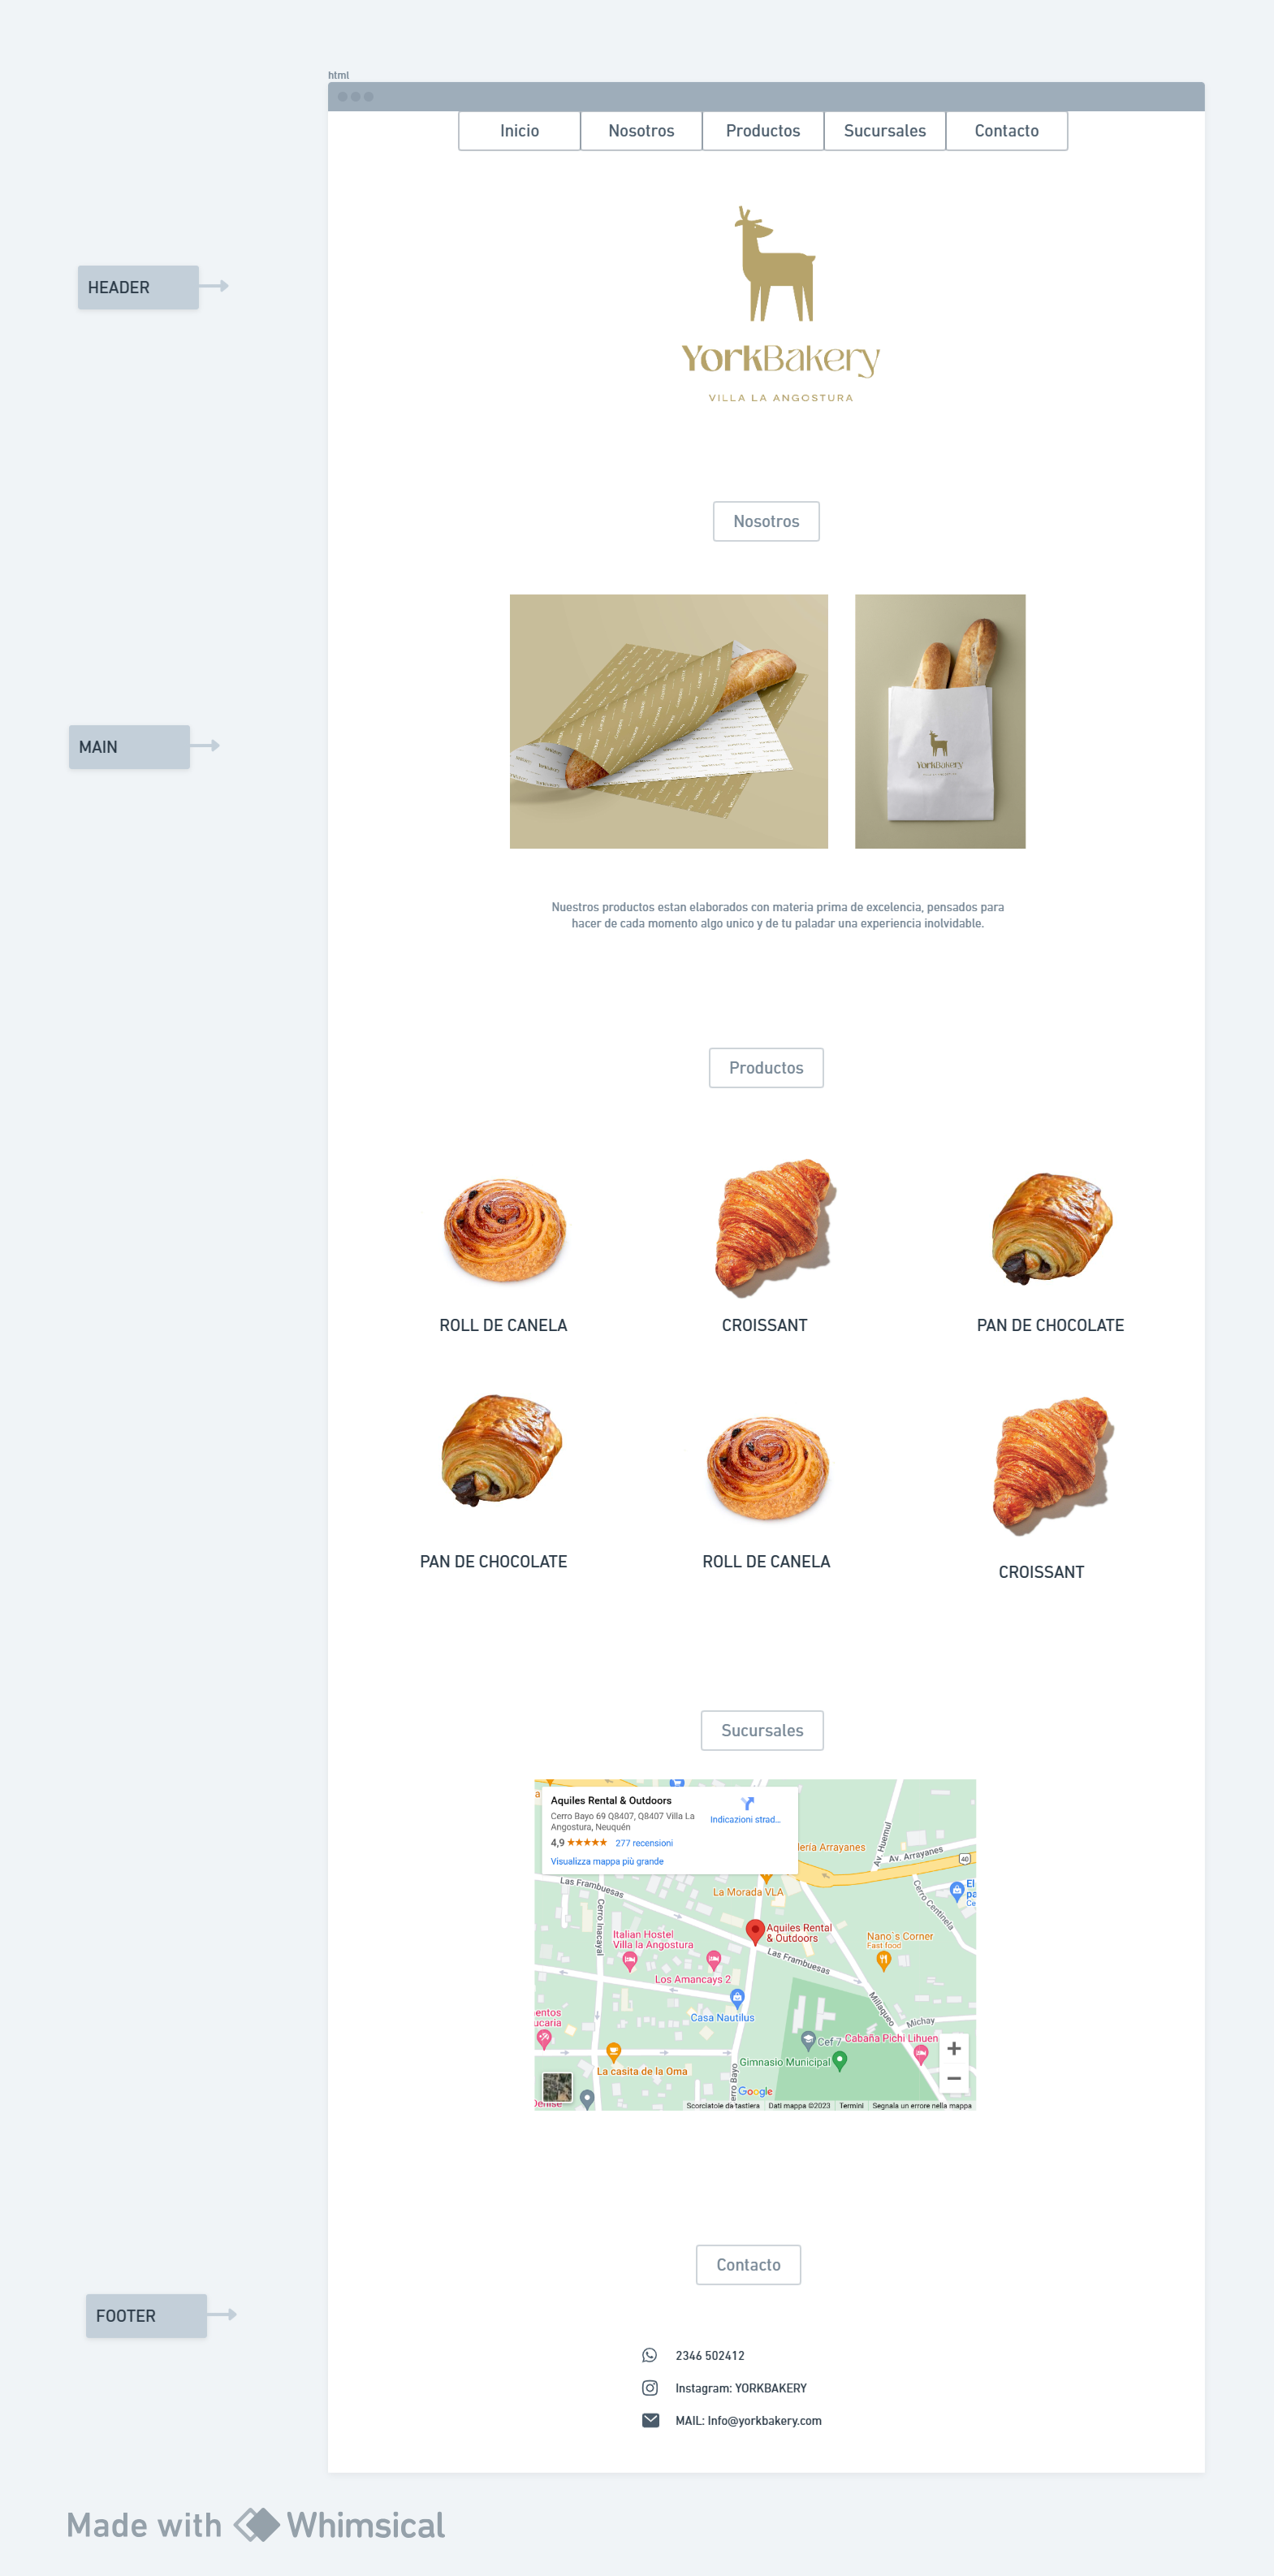 html
Inicio
Nosotros
Productos
Sucursales
Contacto
HEADER
YorkBakery
VILLA LA ANGOSTURA
Nosotros
MAIN
YorkBakery
Nuestros productos estan elaborados con materia prima de excelencia, pensados para
hacer de cada momento algo unico y de tu paladar una experiencia inolvidable.
Productos
ROLL DE CANELA
CROISSANT
PAN DE CHOCOLATE
PAN DE CHOCOLATE
ROLL DE CANELA
CROISSANT
Sucursales
Aquiles Rental & Outdoors
Cerro Bayo 69 Q8407, Q8407 Villa La
Angostura, Neuquén
4,9
277 recensioni
Visualizza mappa più grande
Indicazioni strad...
lería Arrayanes
Av. Huemul
Av. Arrayanes
40
La Morada VLA
Las Frambuesas
Cerro Inacayal
Cerro Centinela
El
pa
Ce
Aquiles Rental
& Outdoors
Italian Hostel
Villa la Angostura
Nano´s Corner
Fast food
Las Frambuesas
Los Amancays 2
Casa Nautilus
Millaqueo
Michay
entos
ucaria
Cef 7
Cabaña Pichi Lihuen
Gimnasio Municipal
La casita de la Oma
erro Bayo
Google
Denise
Scorciatoie da tastiera
Dati mappa ©2023
Termini
Segnala un errore nella mappa
Contacto
FOOTER
2346 502412
Instagram: YORKBAKERY
MAIL: Info@yorkbakery.com
Made with Whimsical